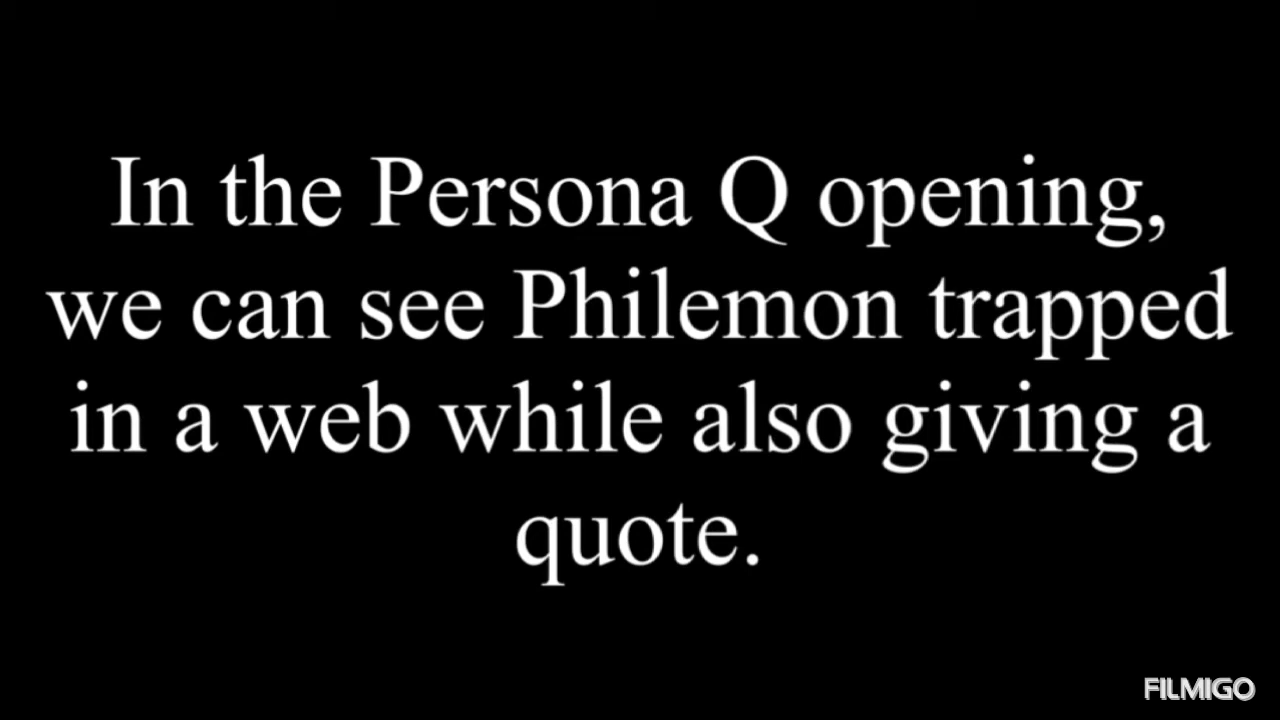 In the Persona Q opening,
we can see Philemon trapped
in a web while also giving a
quote.
FILMIGO